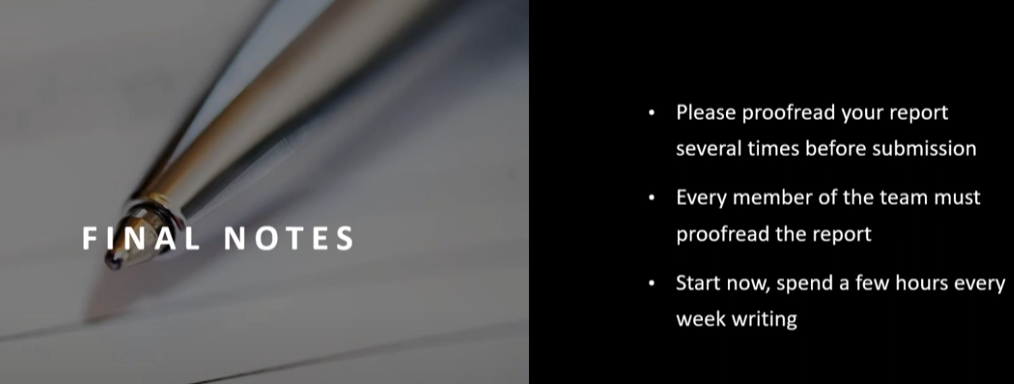 FINAL NOTES
• Please proofread your report
several times before submission
• Every member of the team must
proofread the report
• Start now, spend a few hours every
week writing